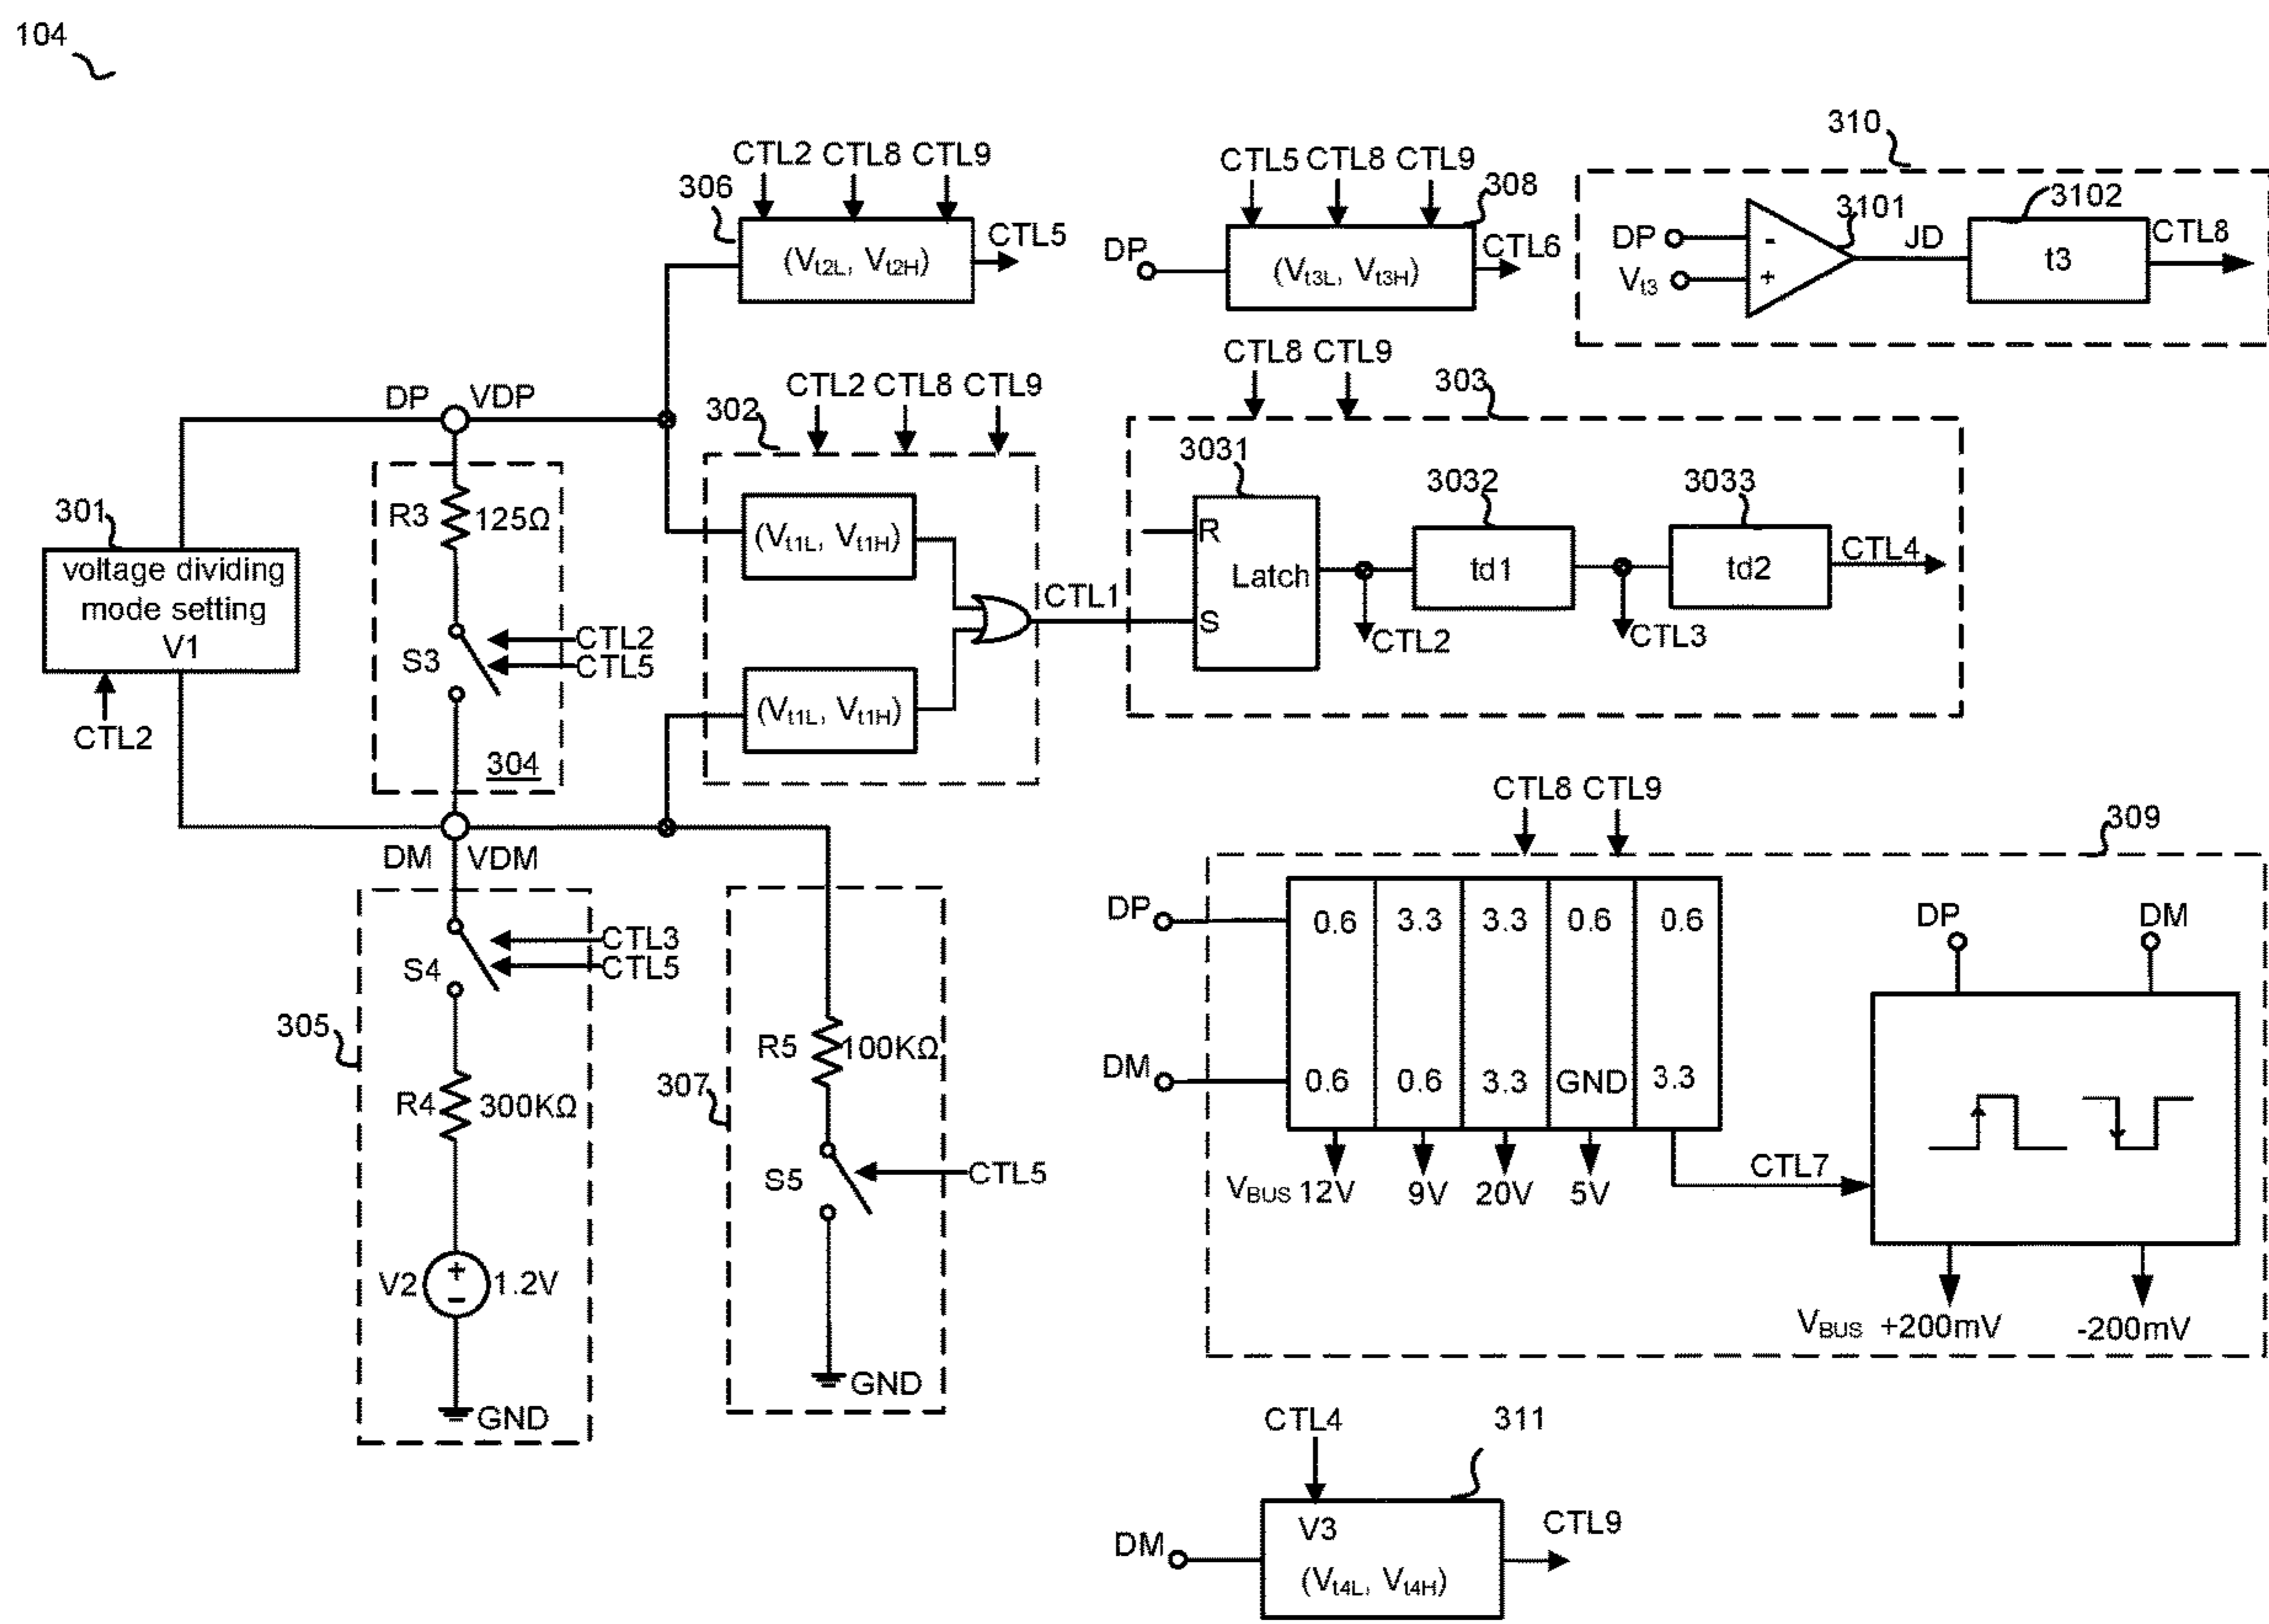 104
CTL2 CTL8 CTL9
306
(Vt2L, Vt2H)
CTL5
CTL5 CTL8 CTL9
308
DP
(Vt3L, Vt3H)
CTL6
310
DP
Vt3
-
+
3101
JD
3102
t3
CTL8
DP VDP
301
voltage dividing
mode setting
V1
CTL2
R3 125Ω
S3
CTL2
CTL5
304
DM VDM
302
CTL2 CTL8 CTL9
(Vt1L, Vt1H)
(Vt1L, Vt1H)
CTL1
CTL8 CTL9
303
3031
R
Latch
S
CTL2
3032
td1
CTL3
3033
td2
CTL4
305
S4
CTL3
CTL5
R4 300KΩ
V2
+
-
1.2V
GND
307
R5 100KΩ
S5
CTL5
GND
CTL8 CTL9
309
DP
0.6 3.3 3.3 0.6 0.6
DM
0.6 0.6 3.3 GND 3.3
VBUS 12V 9V 20V 5V
CTL7
DP DM
VBUS +200mV -200mV
CTL4
311
DM
V3
(Vt4L, Vt4H)
CTL9